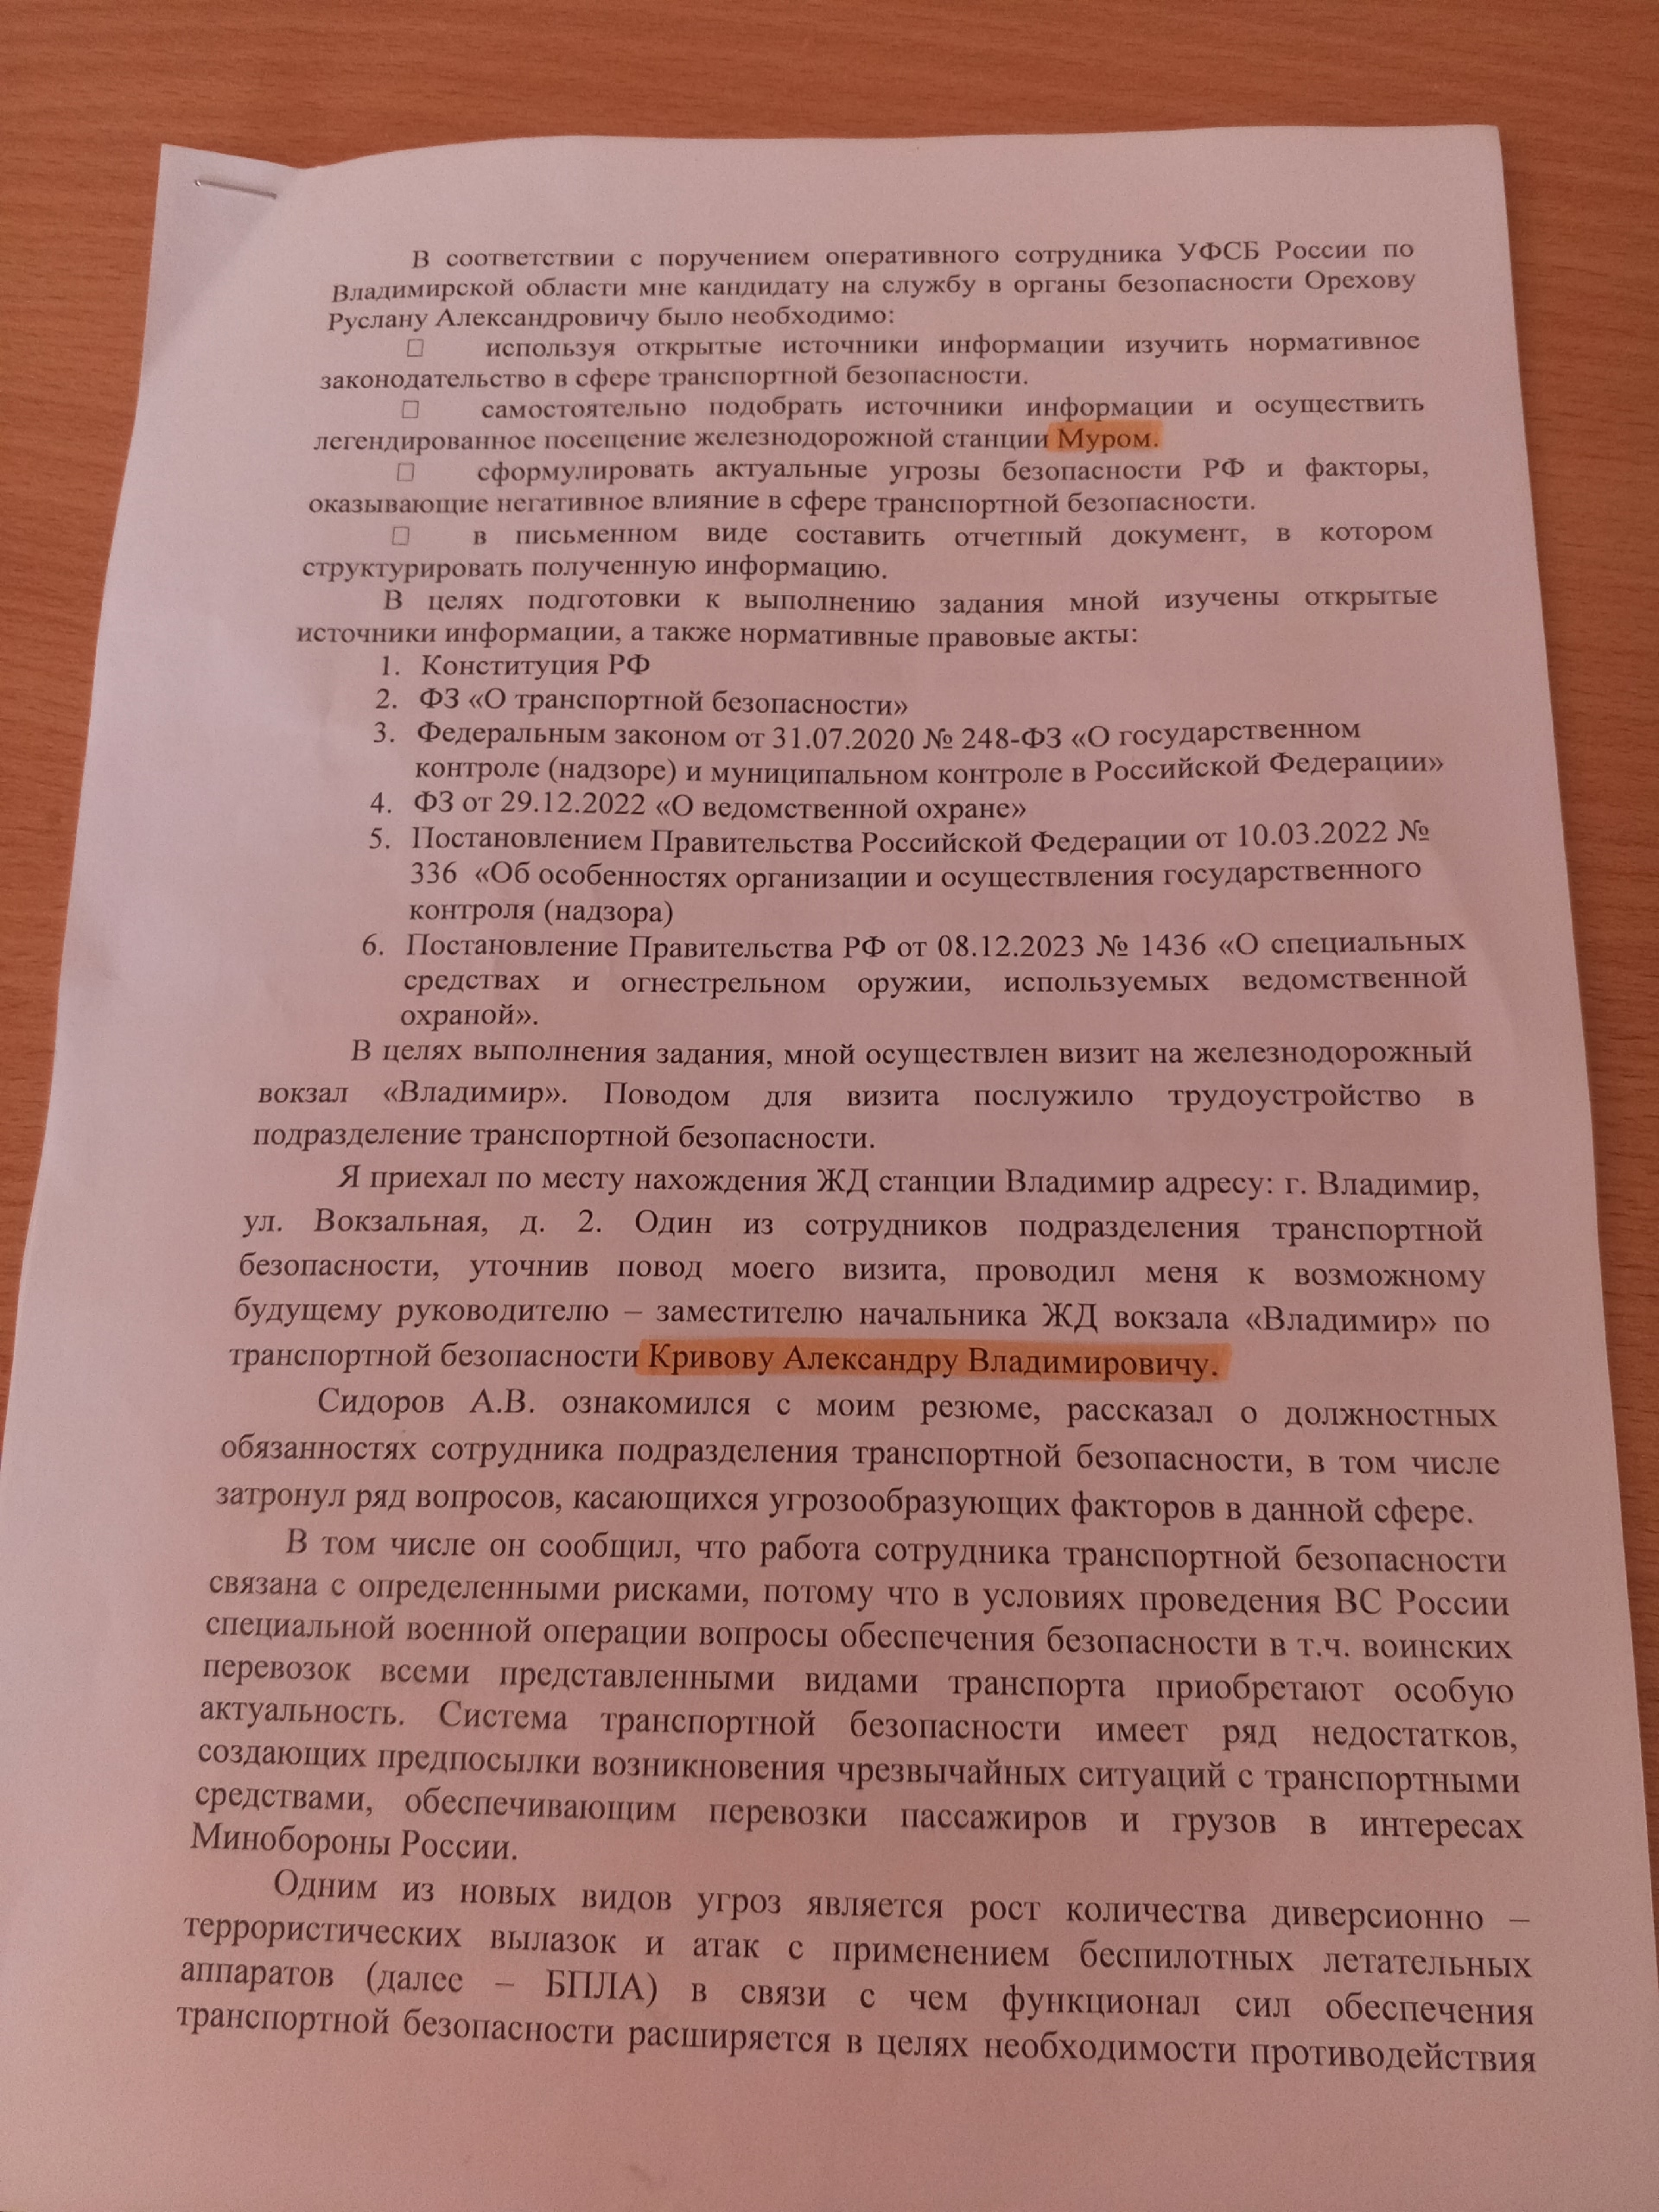 В соответствии с поручением оперативного сотрудника УФСБ России по
Владимирской области мне кандидату на службу в органы безопасности Орехову
Руслану Александровичу было необходимо:
□ используя открытые источники информации изучить нормативное
законодательство в сфере транспортной безопасности.
□ самостоятельно подобрать источники информации и осуществить
легендированное посещение железнодорожной станции Муром.
□ сформулировать актуальные угрозы безопасности РФ и факторы,
оказывающие негативное влияние в сфере транспортной безопасности.
□ в письменном виде составить отчетный документ, в котором
структурировать полученную информацию.
В целях подготовки к выполнению задания мной изучены открытые
источники информации, а также нормативные правовые акты:
1. Конституция РФ
2. ФЗ «О транспортной безопасности»
3. Федеральным законом от 31.07.2020 № 248-ФЗ «О государственном
контроле (надзоре) и муниципальном контроле в Российской Федерации»
4. ФЗ от 29.12.2022 «О ведомственной охране»
5. Постановлением Правительства Российской Федерации от 10.03.2022 №
336 «Об особенностях организации и осуществления государственного
контроля (надзора)
6. Постановление Правительства РФ от 08.12.2023 № 1436 «О специальных
средствах и огнестрельном оружии, используемых ведомственной
охраной».
В целях выполнения задания, мной осуществлен визит на железнодорожный
вокзал «Владимир». Поводом для визита послужило трудоустройство в
подразделение транспортной безопасности.
Я приехал по месту нахождения ЖД станции Владимир адресу: г. Владимир,
ул. Вокзальная, д. 2. Один из сотрудников подразделения транспортной
безопасности, уточнив повод моего визита, проводил меня к возможному
будущему руководителю – заместителю начальника ЖД вокзала «Владимир» по
транспортной безопасности Кривову Александру Владимировичу.
Сидоров А.В. ознакомился с моим резюме, рассказал о должностных
обязанностях сотрудника подразделения транспортной безопасности, в том числе
затронул ряд вопросов, касающихся угрозообразующих факторов в данной сфере.
В том числе он сообщил, что работа сотрудника транспортной безопасности
связана с определенными рисками, потому что в условиях проведения ВС России
специальной военной операции вопросы обеспечения безопасности в т.ч. воинских
перевозок всеми представленными видами транспорта приобретают особую
актуальность. Система транспортной безопасности имеет ряд недостатков,
создающих предпосылки возникновения чрезвычайных ситуаций с транспортными
средствами, обеспечивающим перевозки пассажиров и грузов в интересах
Минобороны России.
Одним из новых видов угроз является рост количества диверсионно –
террористических вылазок и атак с применением беспилотных летательных
аппаратов (далее – БПЛА) в связи с чем функционал сил обеспечения
транспортной безопасности расширяется в целях необходимости противодействия